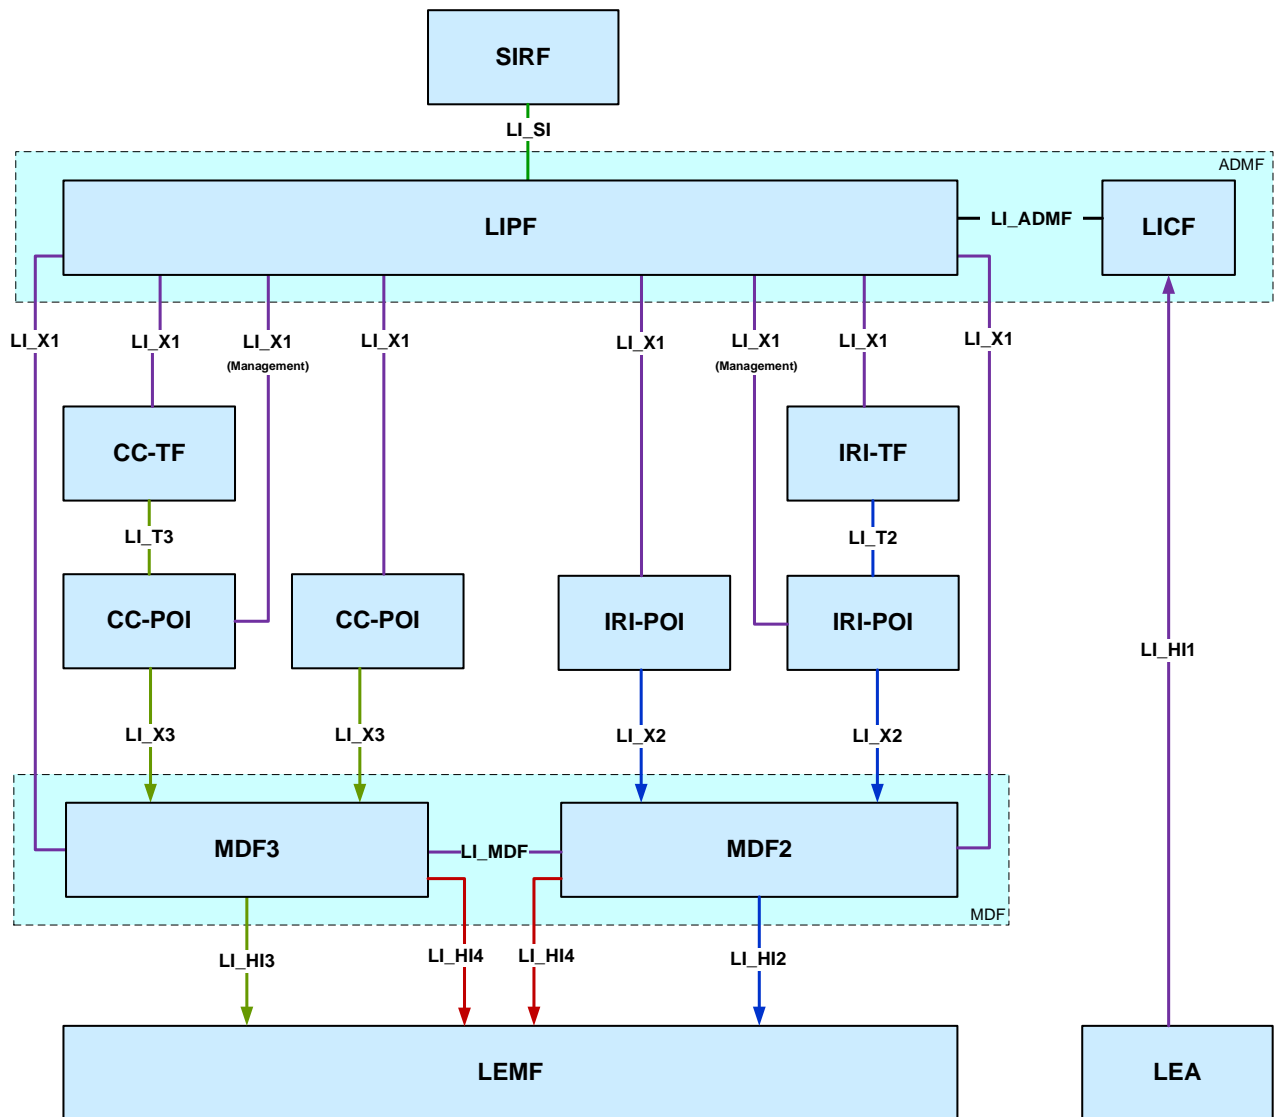 SIRF
LI_SI
ADMF
LIPF
LI_ADMF
LICF
LI_X1
LI_X1
LI_X1
(Management)
LI_X1
LI_X1
LI_X1
(Management)
LI_X1
LI_X1
CC-TF
IRI-TF
LI_T3
LI_T2
CC-POI
CC-POI
IRI-POI
IRI-POI
LI_HI1
LI_X3
LI_X3
LI_X2
LI_X2
MDF3
LI_MDF
MDF2
MDF
LI_HI3
LI_HI4
LI_HI4
LI_HI2
LEMF
LEA